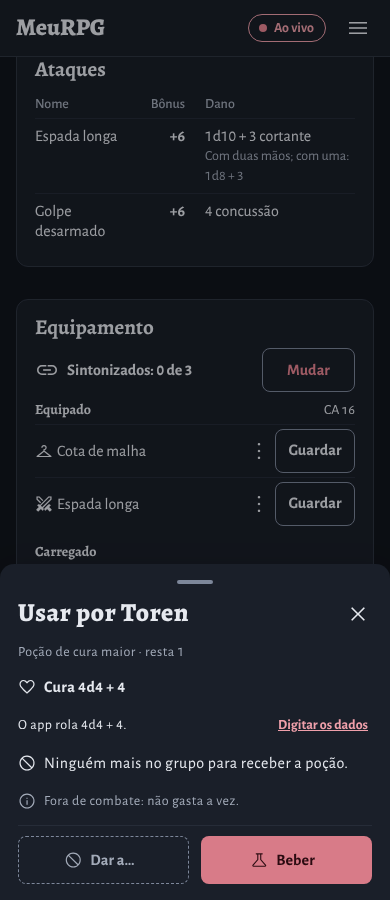 MeuRPG
Ao vivo
Ataques
Nome Bônus Dano
Espada longa +6 1d10 + 3 cortante
Com duas mãos; com uma:
1d8 + 3
Golpe +6 4 concussão
desarmado
Equipamento
Sintonizados: 0 de 3 Mudar
Equipado CA 16
Cota de malha Guardar
Espada longa Guardar
Carregado
Usar por Toren
Poção de cura maior · resta 1
Cura 4d4 + 4
O app rola 4d4 + 4. Digitar os dados
Ninguém mais no grupo para receber a poção.
Fora de combate: não gasta a vez.
Dar a... Beber